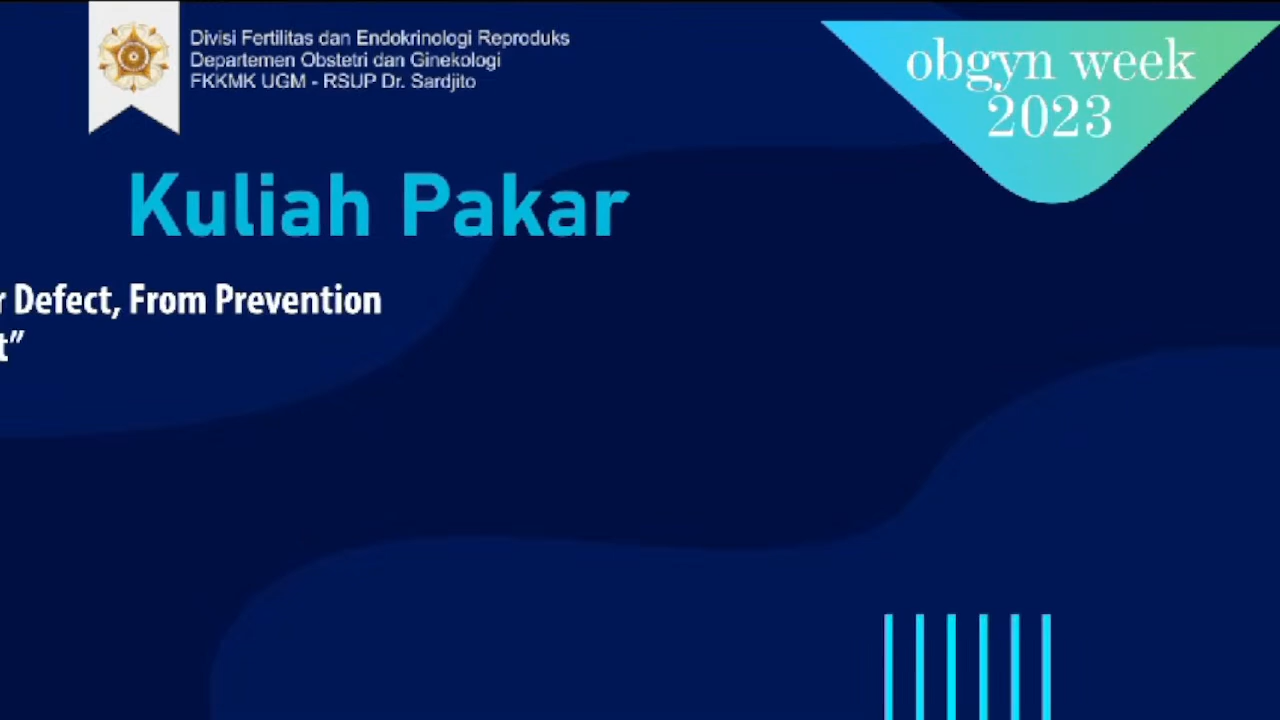 Divisi Fertilitas dan Endokrinologi Reproduks
Departemen Obstetri dan Ginekologi
FKKMK UGM - RSUP Dr. Sardjito
obgyn week
2023
Kuliah Pakar
r Defect, From Prevention
t”